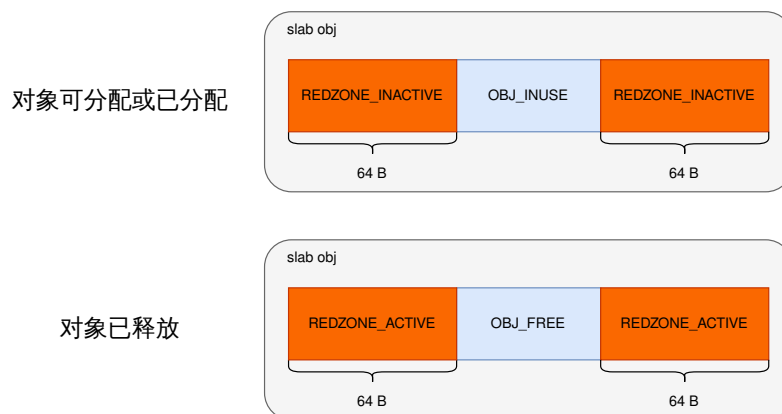 slab obj
对象可分配或已分配
REDZONE_INACTIVE
OBJ_INUSE
REDZONE_INACTIVE
64 B
64 B
slab obj
对象已释放
REDZONE_ACTIVE
OBJ_FREE
REDZONE_ACTIVE
64 B
64 B